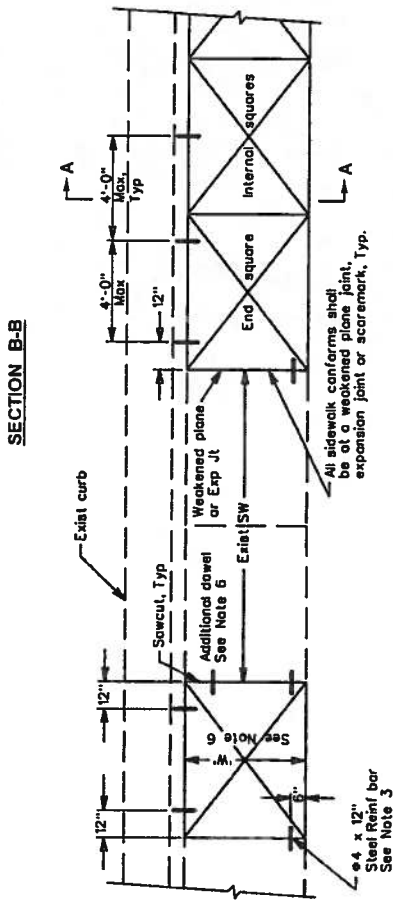 SECTION B-B
Exist curb
12"
12"
Sawcut, Typ
Additional dowel
See Note 6
"W"
See Note 6
6"
#4 x 12"
Steel Reinf bar
See Note 3
Exist SW
Weakened plane
or Exp Jt
12"
4'-0"
Max
4'-0"
Max,
Typ
A
A
End square
Internal squares
All sidewalk conforms shall
be at a weakened plane joint,
expansion joint or scoremark, Typ.